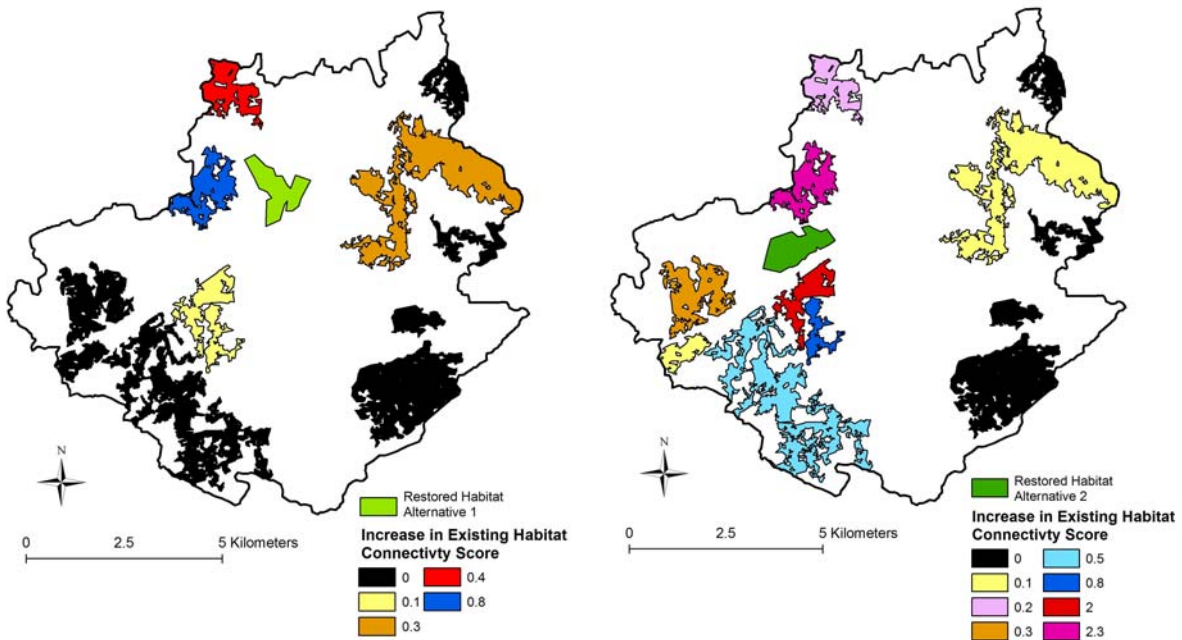 N
Restored Habitat
Alternative 1
Increase in Existing Habitat
Connectivty Score
0
0.4
0.1
0.8
0.3
0
2.5
5 Kilometers
N
Restored Habitat
Alternative 2
Increase in Existing Habitat
Connectivity Score
0
0.5
0.1
0.8
0.2
2
0.3
2.3
0
2.5
5 Kilometers